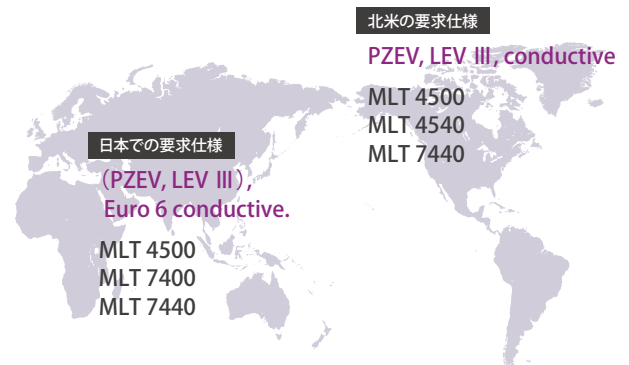 北米の要求仕様
PZEV, LEV Ⅲ, conductive
MLT 4500
MLT 4540
MLT 7440
日本での要求仕様
（PZEV, LEV Ⅲ）,
Euro 6 conductive.
MLT 4500
MLT 7400
MLT 7440